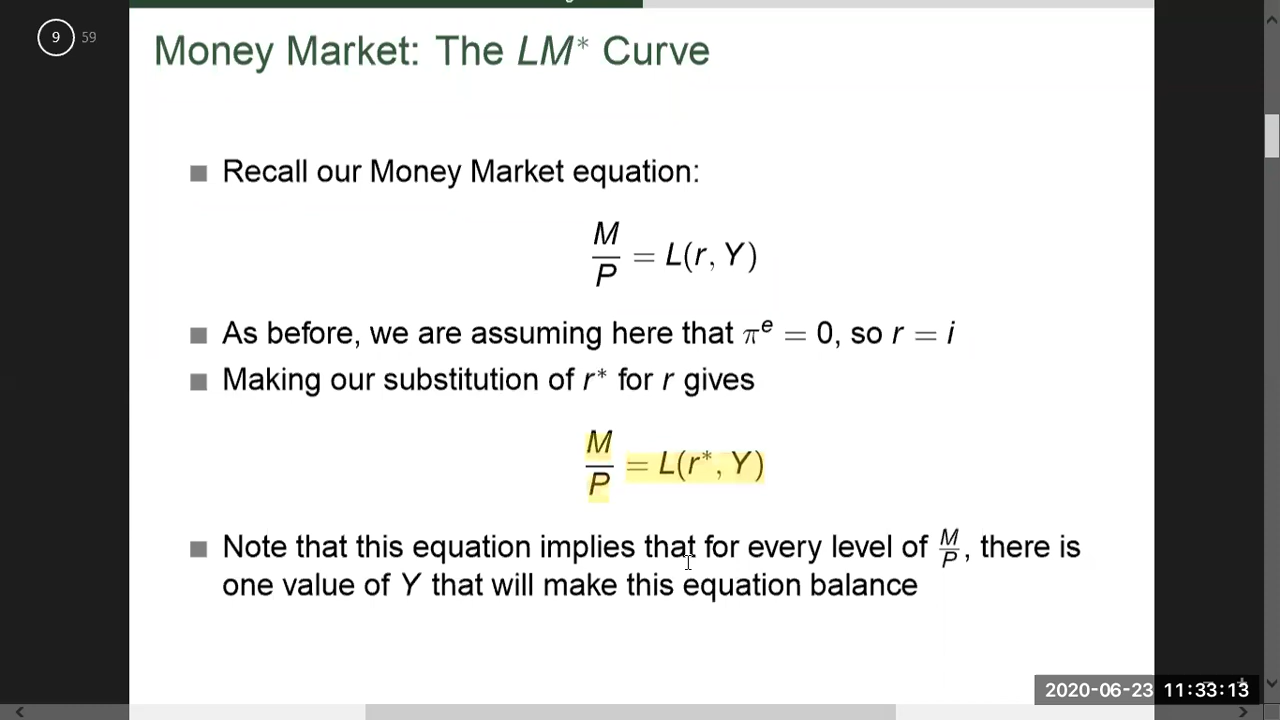 9 59
Money Market: The LM* Curve
Recall our Money Market equation:
M/P = L(r, Y)
As before, we are assuming here that πᵉ = 0, so r = i
Making our substitution of r* for r gives
M/P = L(r*, Y)
Note that this equation implies that for every level of M/P, there is
one value of Y that will make this equation balance
2020-06-23 11:33:13